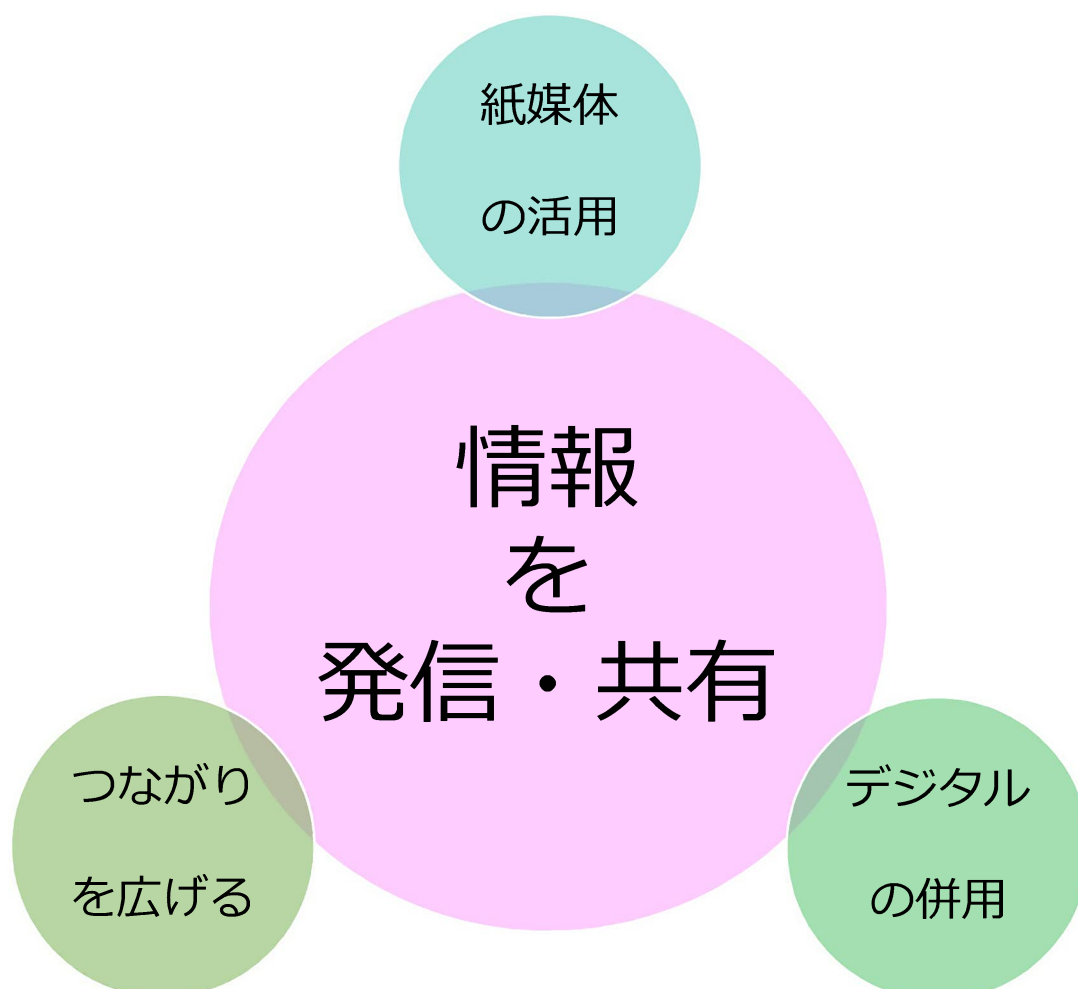 紙媒体
の活用
情報
を
発信・共有
つながり
を広げる
デジタル
の併用